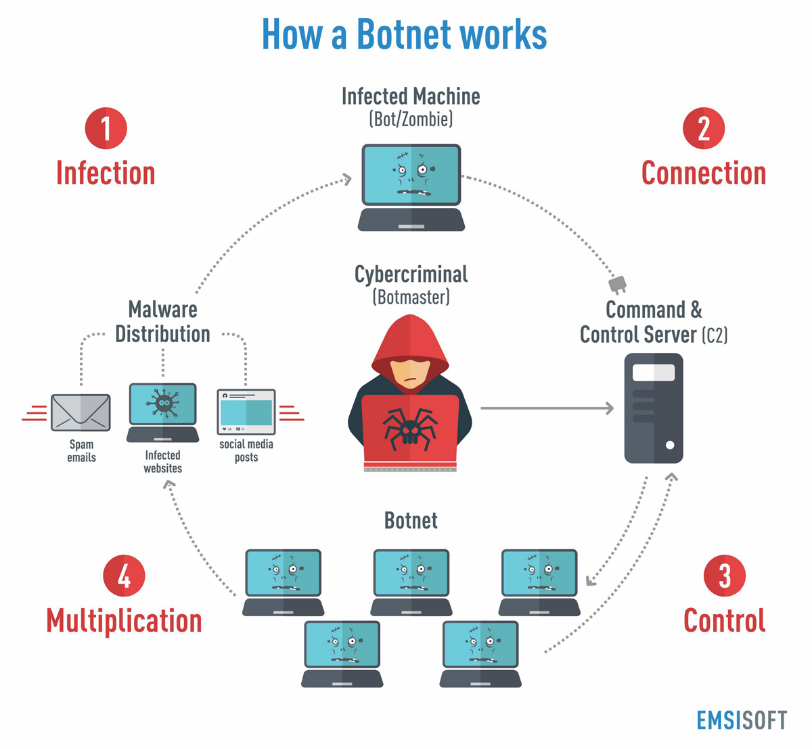 How a Botnet works
Infected Machine
(Bot/Zombie)
1
Infection
2
Connection
Cybercriminal
(Botmaster)
Malware
Distribution
Command &
Control Server (C2)
Spam
emails
Infected
websites
social media
posts
Botnet
4
Multiplication
3
Control
EMSISOFT